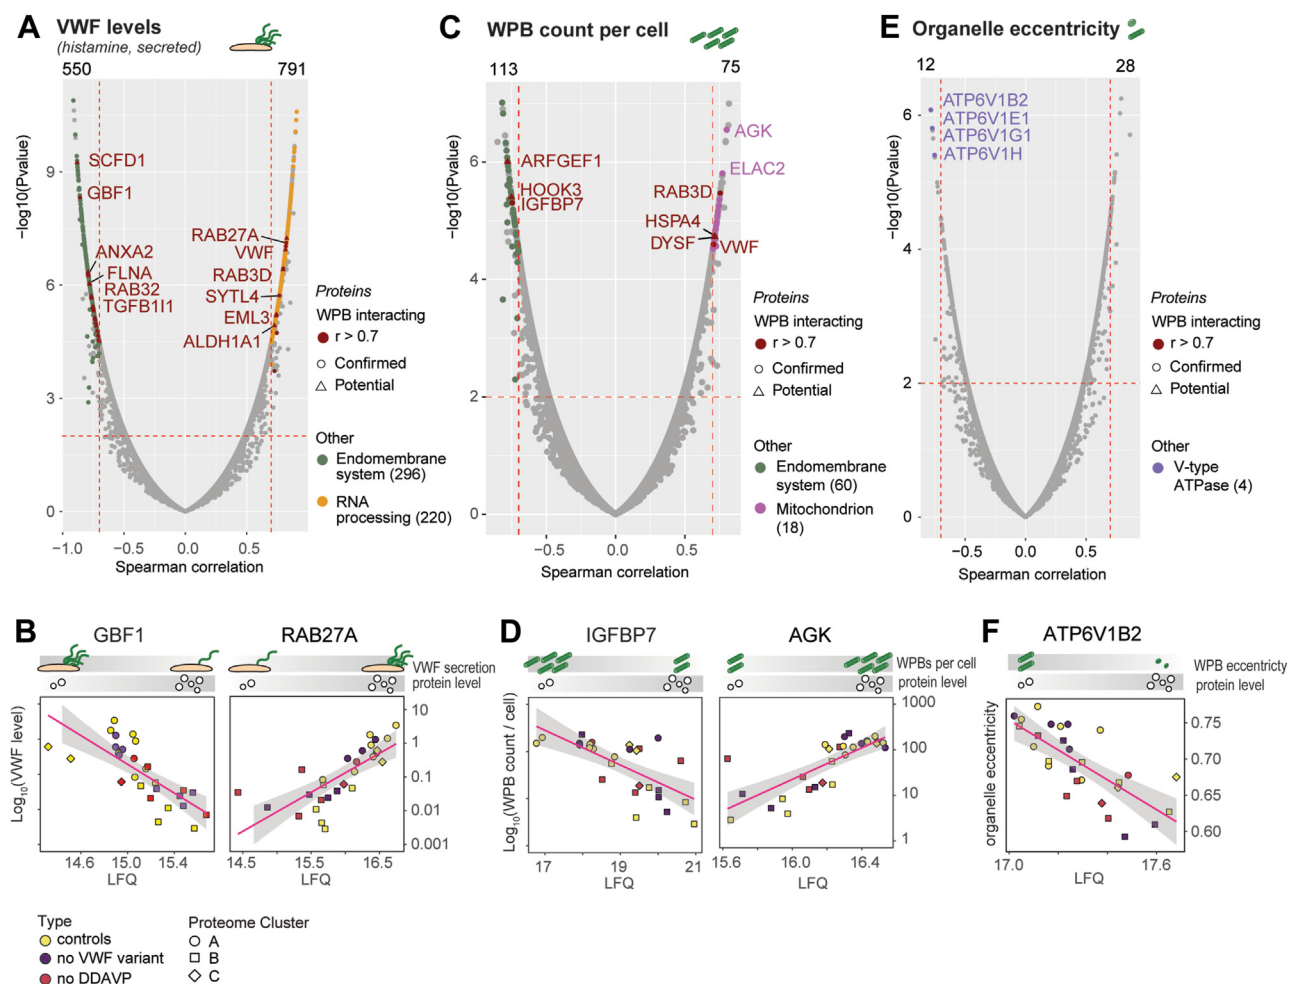 A
VWF levels
(histamine, secreted)
550
791
9
6
3
0
−log10(Pvalue)
SCFD1
GBF1
ANXA2
FLNA
RAB32
TGFB1I1
RAB27A
VWF
RAB3D
SYTL4
EML3
ALDH1A1
−1.0
−0.5
0.0
0.5
Spearman correlation
Proteins
WPB interacting
r > 0.7
Confirmed
Potential
Other
Endomembrane
system (296)
RNA
processing (220)
C
WPB count per cell
113
75
6
4
2
0
−log10(Pvalue)
ARFGEF1
HOOK3
IGFBP7
AGK
ELAC2
RAB3D
HSPA4
DYSF
VWF
−0.5
0.0
0.5
Spearman correlation
Proteins
WPB interacting
r > 0.7
Confirmed
Potential
Other
Endomembrane
system (60)
Mitochondrion
(18)
E
Organelle eccentricity
12
28
6
4
2
0
−log10(Pvalue)
ATP6V1B2
ATP6V1E1
ATP6V1G1
ATP6V1H
−0.5
0.0
0.5
Spearman correlation
Proteins
WPB interacting
r > 0.7
Confirmed
Potential
Other
V-type
ATPase (4)
B
GBF1
RAB27A
VWF secretion
protein level
Log10(VWF level)
10
1
0.1
0.01
0.001
14.6
15.0
15.4
LFQ
14.5
15.5
16.5
LFQ
D
IGFBP7
AGK
WPBs per cell
protein level
Log10(WPB count / cell)
1000
100
10
1
17
19
21
LFQ
15.6
16.0
16.4
LFQ
F
ATP6V1B2
WPB eccentricty
protein level
organelle eccentricity
0.75
0.70
0.65
0.60
17.0
17.6
LFQ
Type
controls
no VWF variant
no DDAVP
Proteome Cluster
A
B
C